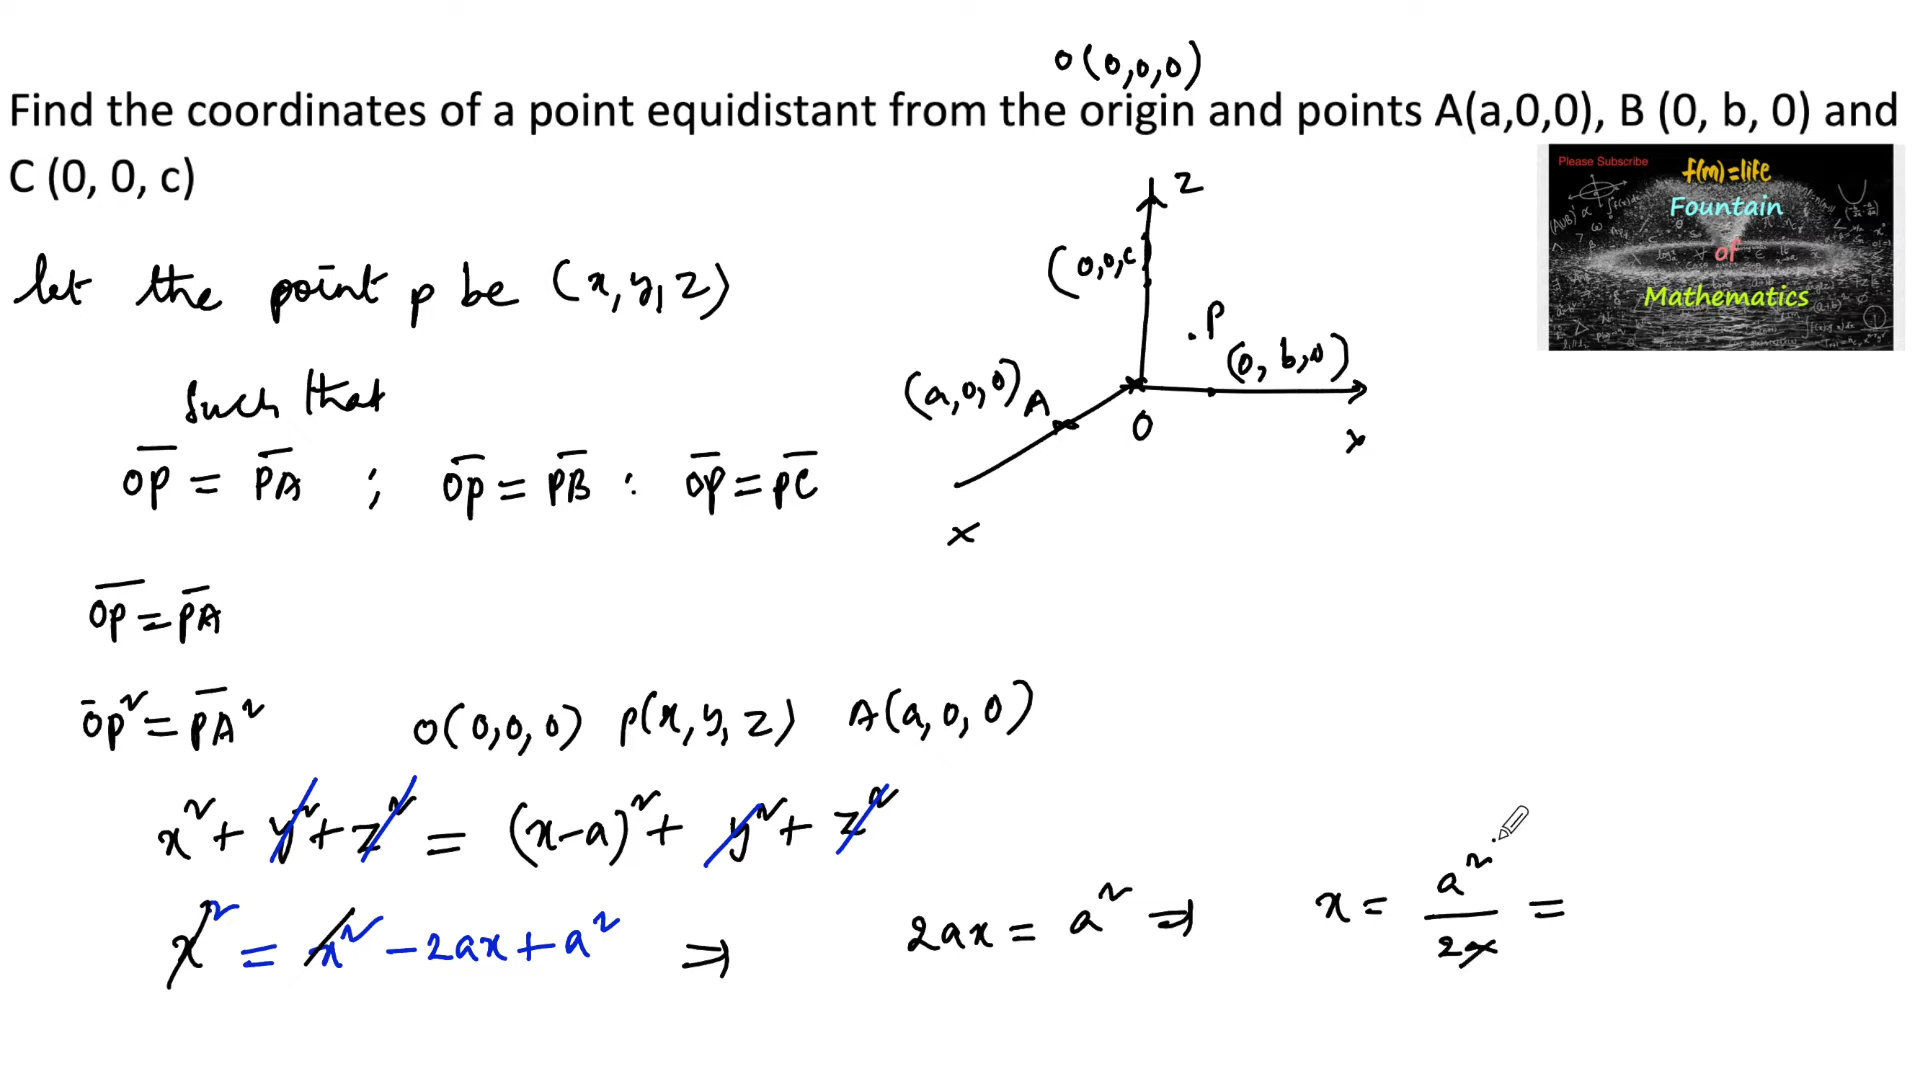 O(0,0,0)
Find the coordinates of a point equidistant from the origin and points A(a,0,0), B (0, b, 0) and
C (0, 0, c)
Please Subscribe
f(m)=life
Fountain
of
Mathematics
let the point p be (x, y, z)
such that
z
(0,0,c)
.P
(0, b,0)
(a,0,0) A
O
x
OP = PA ; OP = PB : OP = PC
OP = PA
OP² = PA² O(0,0,0) P(x, y, z) A(a, 0, 0)
x² + y² + z² = (x-a)² + y² + z²
x² = x² - 2ax + a² ⇒ 2ax = a² ⇒ x = a²/2a =